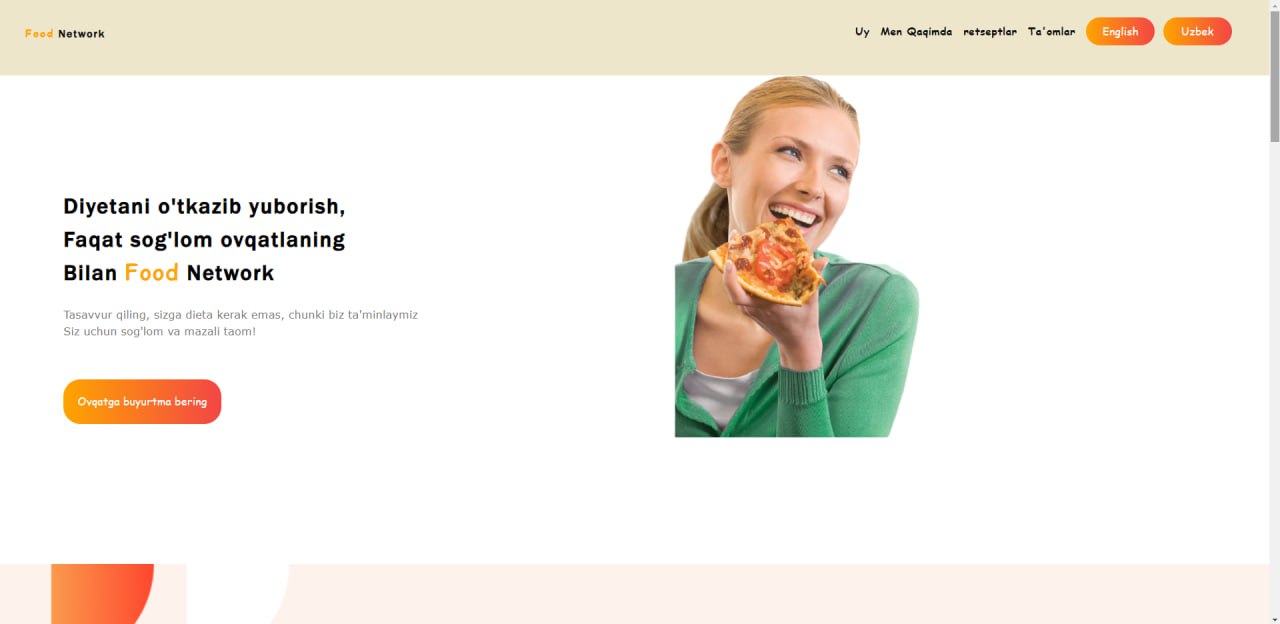 Food Network
Uy Men Qaqimda retseptlar Ta'omlar English Uzbek
Diyetani o'tkazib yuborish,
Faqat sog'lom ovqatlaning
Bilan Food Network
Tasavvur qiling, sizga dieta kerak emas, chunki biz ta'minlaymiz
Siz uchun sog'lom va mazali taom!
Ovqatga buyurtma bering